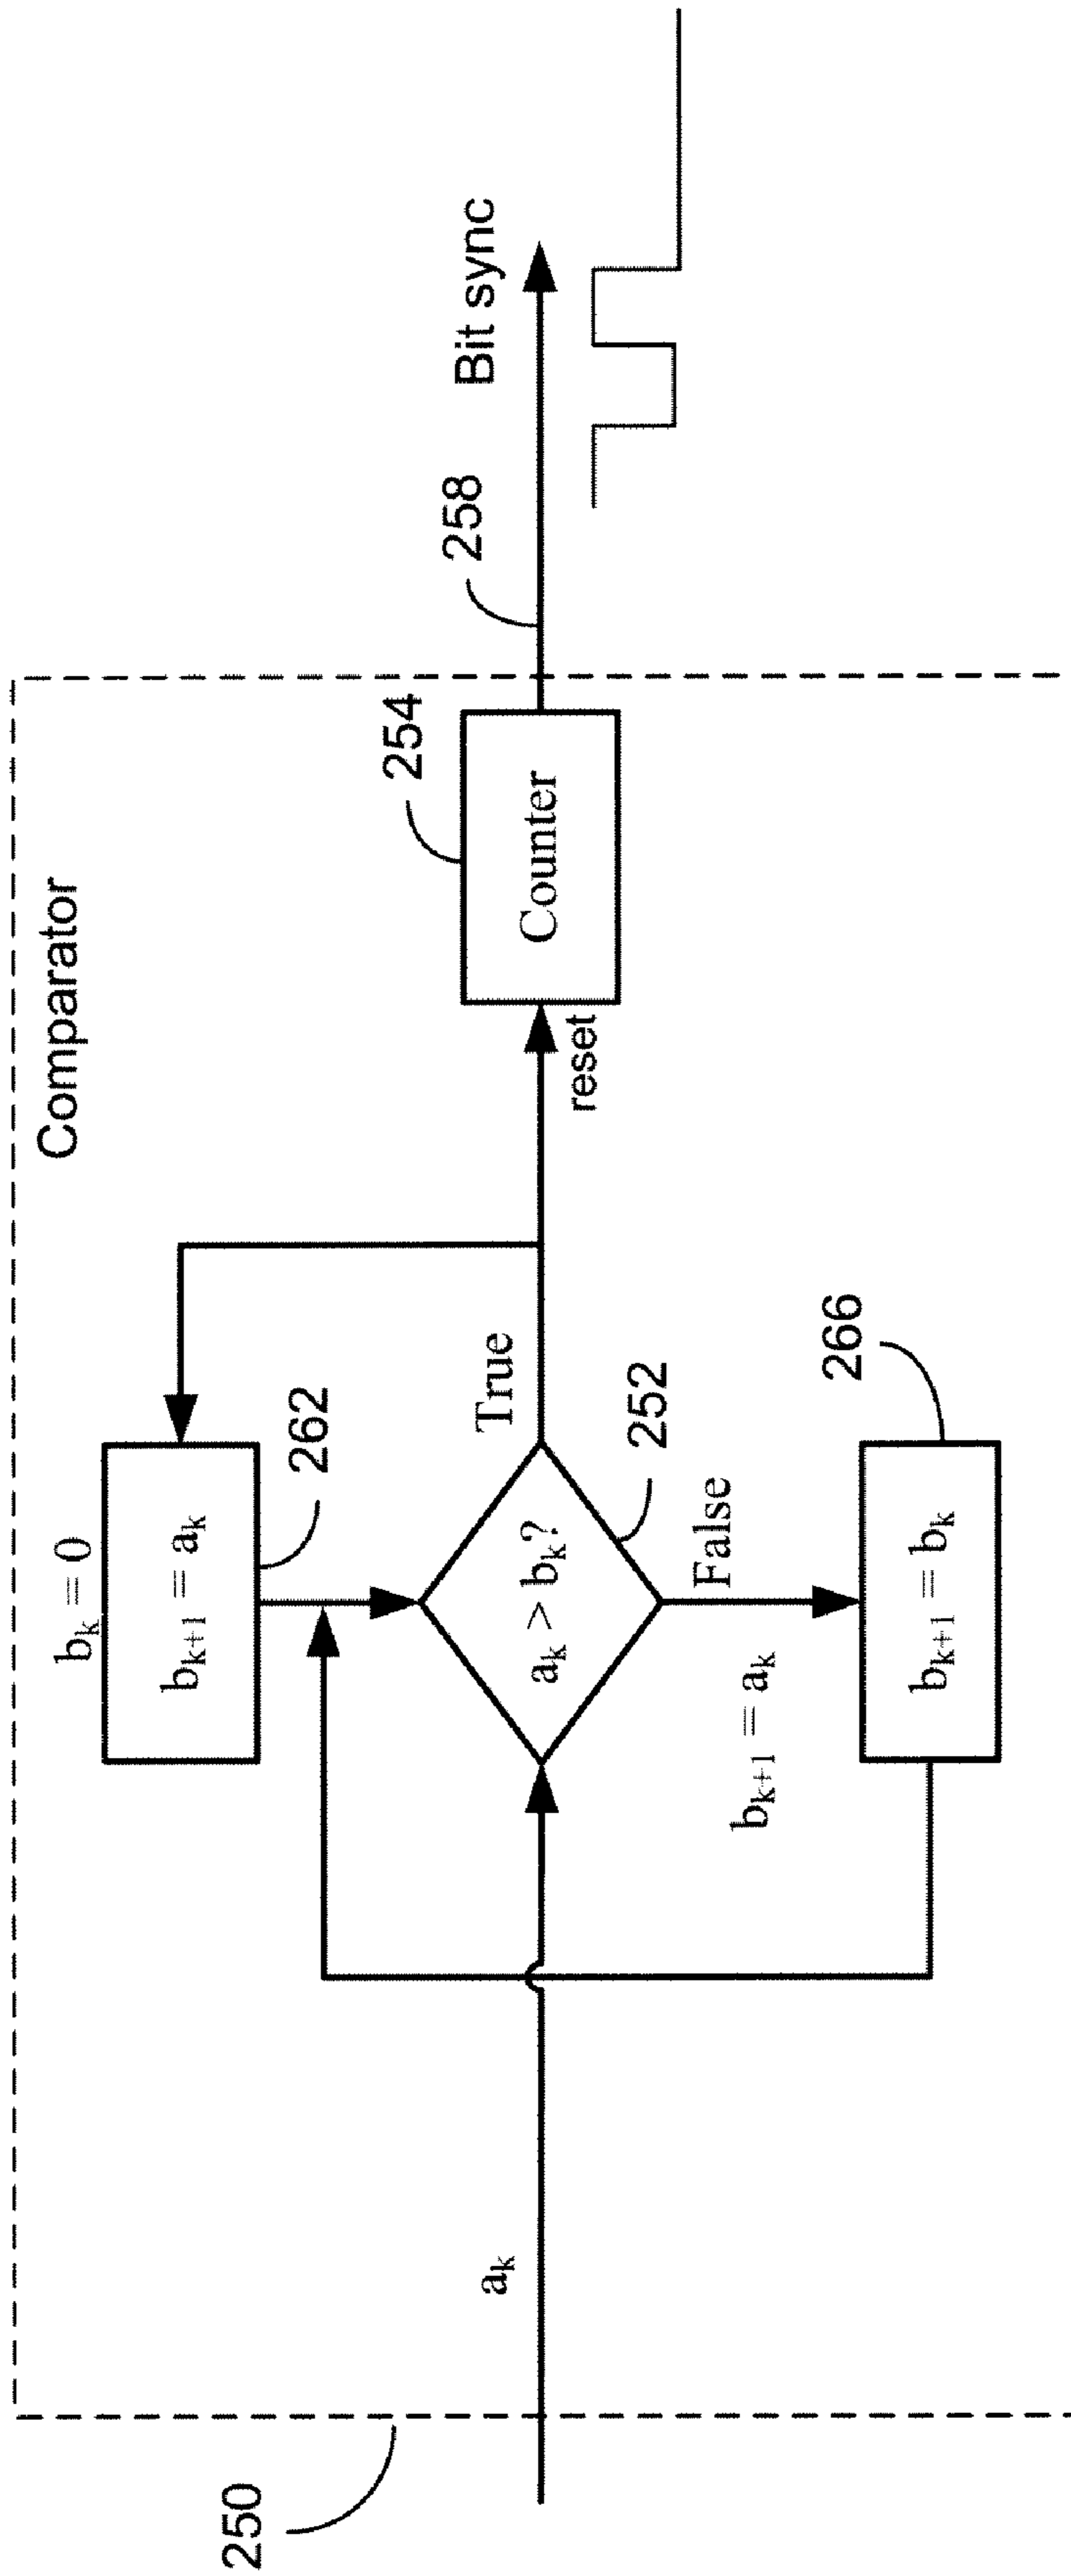 250
Comparator
b_k = 0
b_{k+1} = a_k
262
a_k
a_k > b_k?
True
252
False
b_{k+1} = a_k
b_{k+1} = b_k
266
reset
Counter
254
258
Bit sync